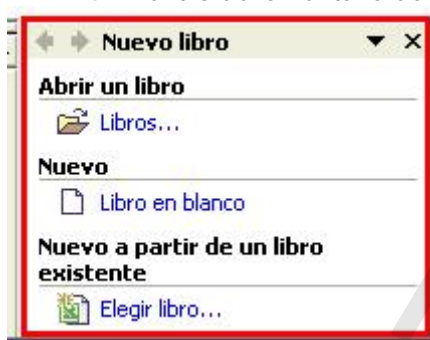 Nuevo libro
Abrir un libro
Libros...
Nuevo
Libro en blanco
Nuevo a partir de un libro
existente
Elegir libro...